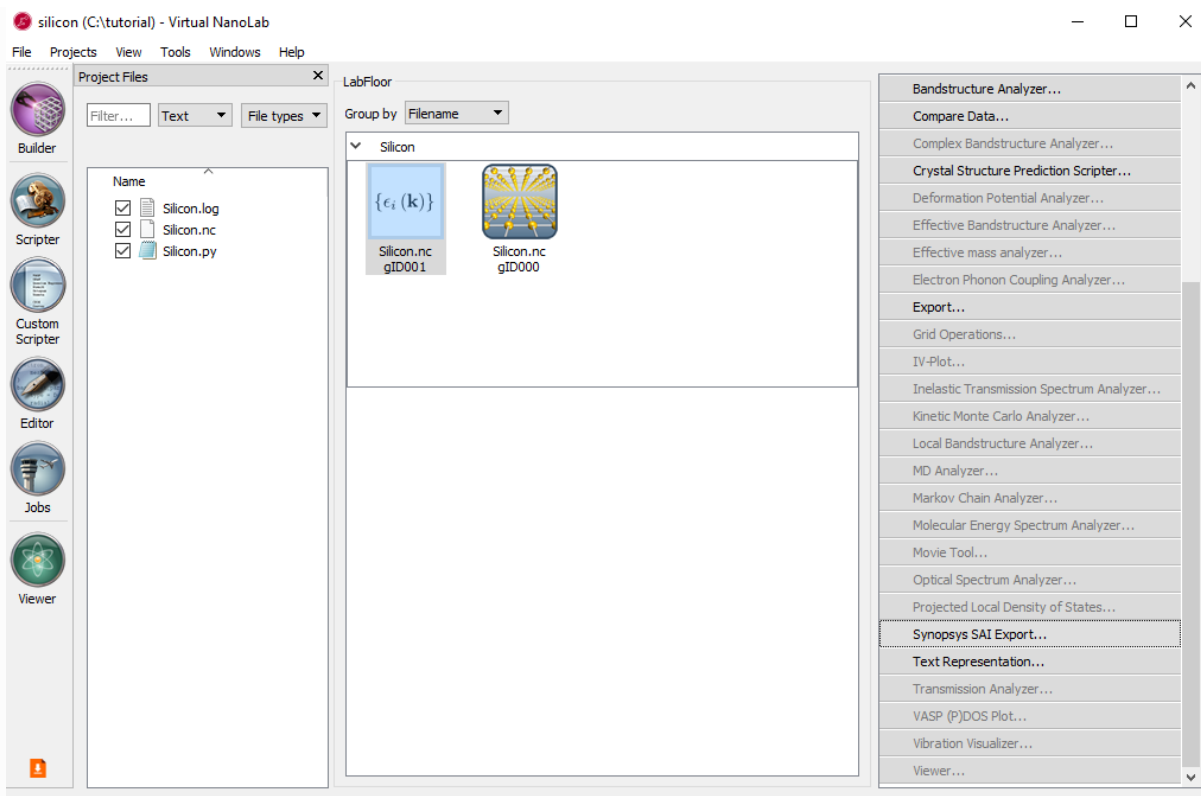 silicon (C:\tutorial) - Virtual NanoLab
File Projects View Tools Windows Help
Builder
Scripter
Custom
Scripter
Editor
Jobs
Viewer
Project Files
Filter...
Text
File types
Name
Silicon.log
Silicon.nc
Silicon.py
LabFloor
Group by Filename
Silicon
{ϵᵢ (k)}
Silicon.nc
gID001
Silicon.nc
gID000
Bandstructure Analyzer...
Compare Data...
Complex Bandstructure Analyzer...
Crystal Structure Prediction Scripter...
Deformation Potential Analyzer...
Effective Bandstructure Analyzer...
Effective mass analyzer...
Electron Phonon Coupling Analyzer...
Export...
Grid Operations...
IV-Plot...
Inelastic Transmission Spectrum Analyzer...
Kinetic Monte Carlo Analyzer...
Local Bandstructure Analyzer...
MD Analyzer...
Markov Chain Analyzer...
Molecular Energy Spectrum Analyzer...
Movie Tool...
Optical Spectrum Analyzer...
Projected Local Density of States...
Synopsys SAI Export...
Text Representation...
Transmission Analyzer...
VASP (P)DOS Plot...
Vibration Visualizer...
Viewer...